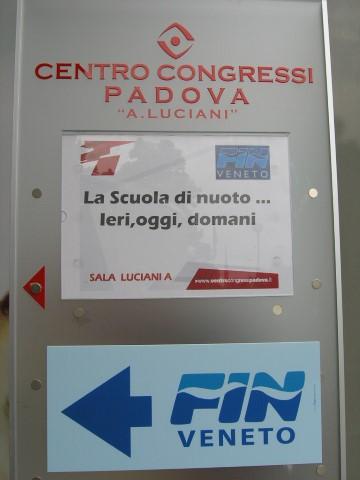 CENTRO CONGRESSI
PADOVA
"A. LUCIANI"
FIN
VENETO
La Scuola di nuoto ...
Ieri,oggi, domani
SALA LUCIANI A
www.centrocongressipadova.it
FIN
VENETO